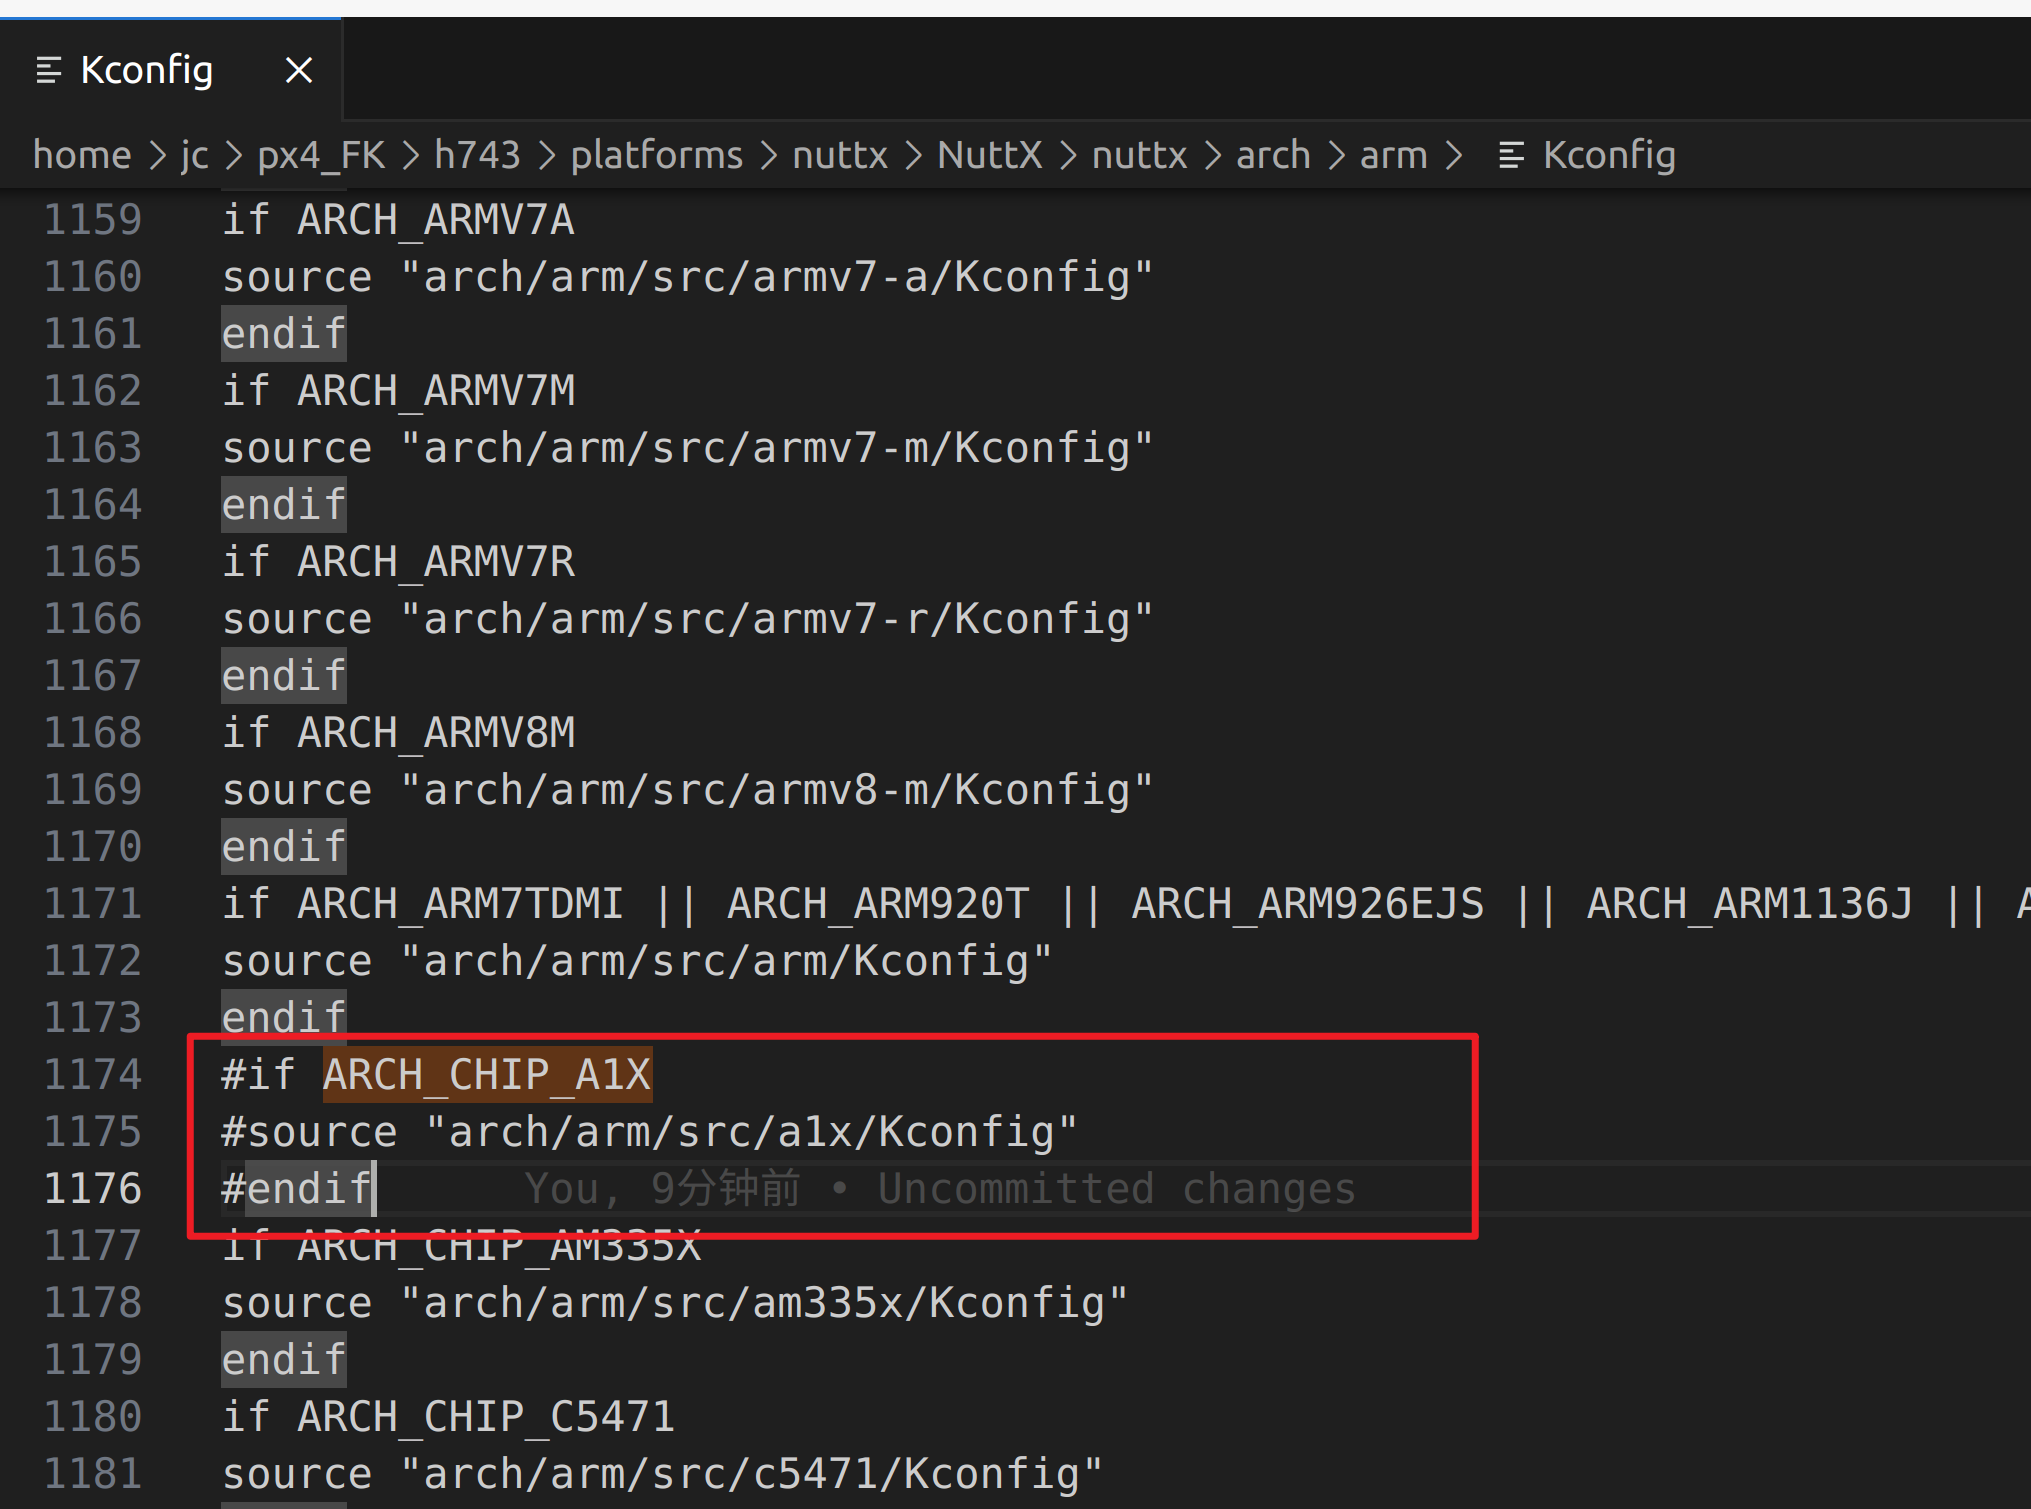 Kconfig
home > jc > px4_FK > h743 > platforms > nuttx > NuttX > nuttx > arch > arm > Kconfig
1159 if ARCH_ARMV7A
1160 source "arch/arm/src/armv7-a/Kconfig"
1161 endif
1162 if ARCH_ARMV7M
1163 source "arch/arm/src/armv7-m/Kconfig"
1164 endif
1165 if ARCH_ARMV7R
1166 source "arch/arm/src/armv7-r/Kconfig"
1167 endif
1168 if ARCH_ARMV8M
1169 source "arch/arm/src/armv8-m/Kconfig"
1170 endif
1171 if ARCH_ARM7TDMI || ARCH_ARM920T || ARCH_ARM926EJS || ARCH_ARM1136J ||
1172 source "arch/arm/src/arm/Kconfig"
1173 endif
1174 #if ARCH_CHIP_A1X
1175 #source "arch/arm/src/a1x/Kconfig"
1176 #endif You, 9分钟前 • Uncommitted changes
1177 if ARCH_CHIP_AM335X
1178 source "arch/arm/src/am335x/Kconfig"
1179 endif
1180 if ARCH_CHIP_C5471
1181 source "arch/arm/src/c5471/Kconfig"